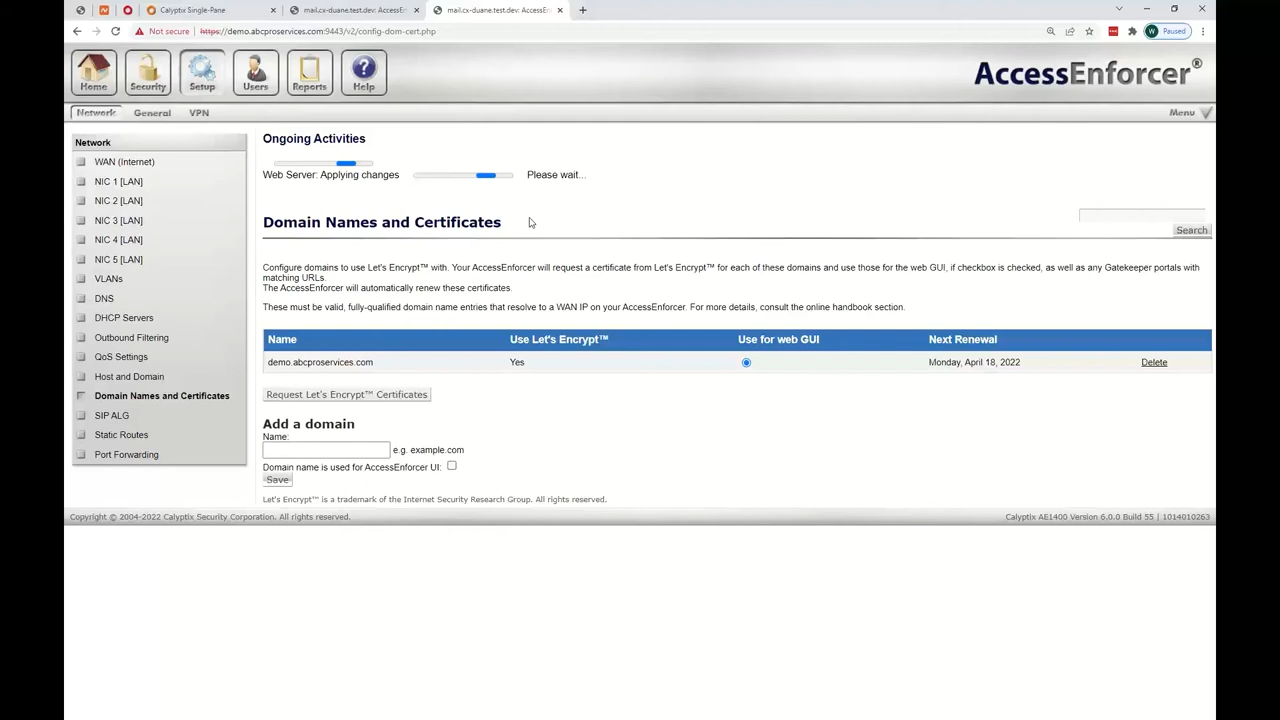 Calyptix Single-Pane
mail.cx-duane.test.dev: AccessEn
mail.cx-duane.test.dev: AccessEn
Not secure | https://demo.abcproservices.com:9443/v2/config-dom-cert.php
W Paused
Home
Security
Setup
Users
Reports
Help
AccessEnforcer®
Network
General
VPN
Menu
Network
WAN (Internet)
NIC 1 [LAN]
NIC 2 [LAN]
NIC 3 [LAN]
NIC 4 [LAN]
NIC 5 [LAN]
VLANs
DNS
DHCP Servers
Outbound Filtering
QoS Settings
Host and Domain
Domain Names and Certificates
SIP ALG
Static Routes
Port Forwarding
Ongoing Activities
Web Server: Applying changes
Please wait...
Domain Names and Certificates
Search
Configure domains to use Let's Encrypt™ with. Your AccessEnforcer will request a certificate from Let's Encrypt™ for each of these domains and use those for the web GUI, if checkbox is checked, as well as any Gatekeeper portals with
matching URLs.
The AccessEnforcer will automatically renew these certificates.
These must be valid, fully-qualified domain name entries that resolve to a WAN IP on your AccessEnforcer. For more details, consult the online handbook section.
Name Use Let's Encrypt™ Use for web GUI Next Renewal
demo.abcproservices.com Yes Monday, April 18, 2022 Delete
Request Let's Encrypt™ Certificates
Add a domain
Name:
e.g. example.com
Domain name is used for AccessEnforcer UI:
Save
Let's Encrypt™ is a trademark of the Internet Security Research Group. All rights reserved.
Copyright © 2004-2022 Calyptix Security Corporation. All rights reserved.
Calyptix AE1400 Version 6.0.0 Build 55 | 1014010263